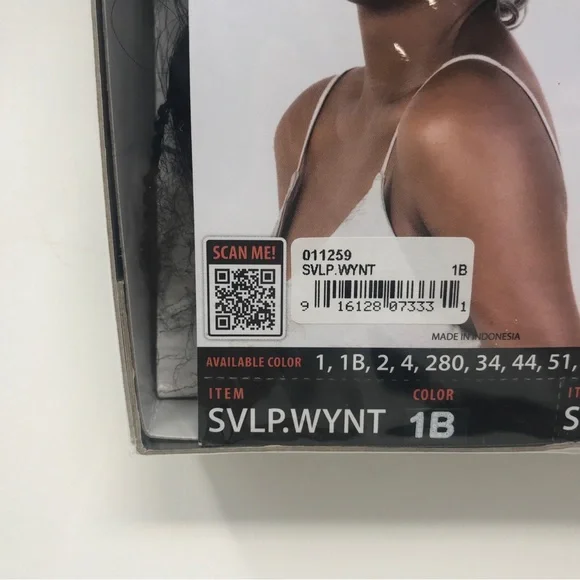 SCAN ME!
011259
SVLP.WYNT 1B
9 16128 07333 1
MADE IN INDONESIA
AVAILABLE COLOR 1, 1B, 2, 4, 280, 34, 44, 51,
ITEM COLOR
SVLP.WYNT 1B S